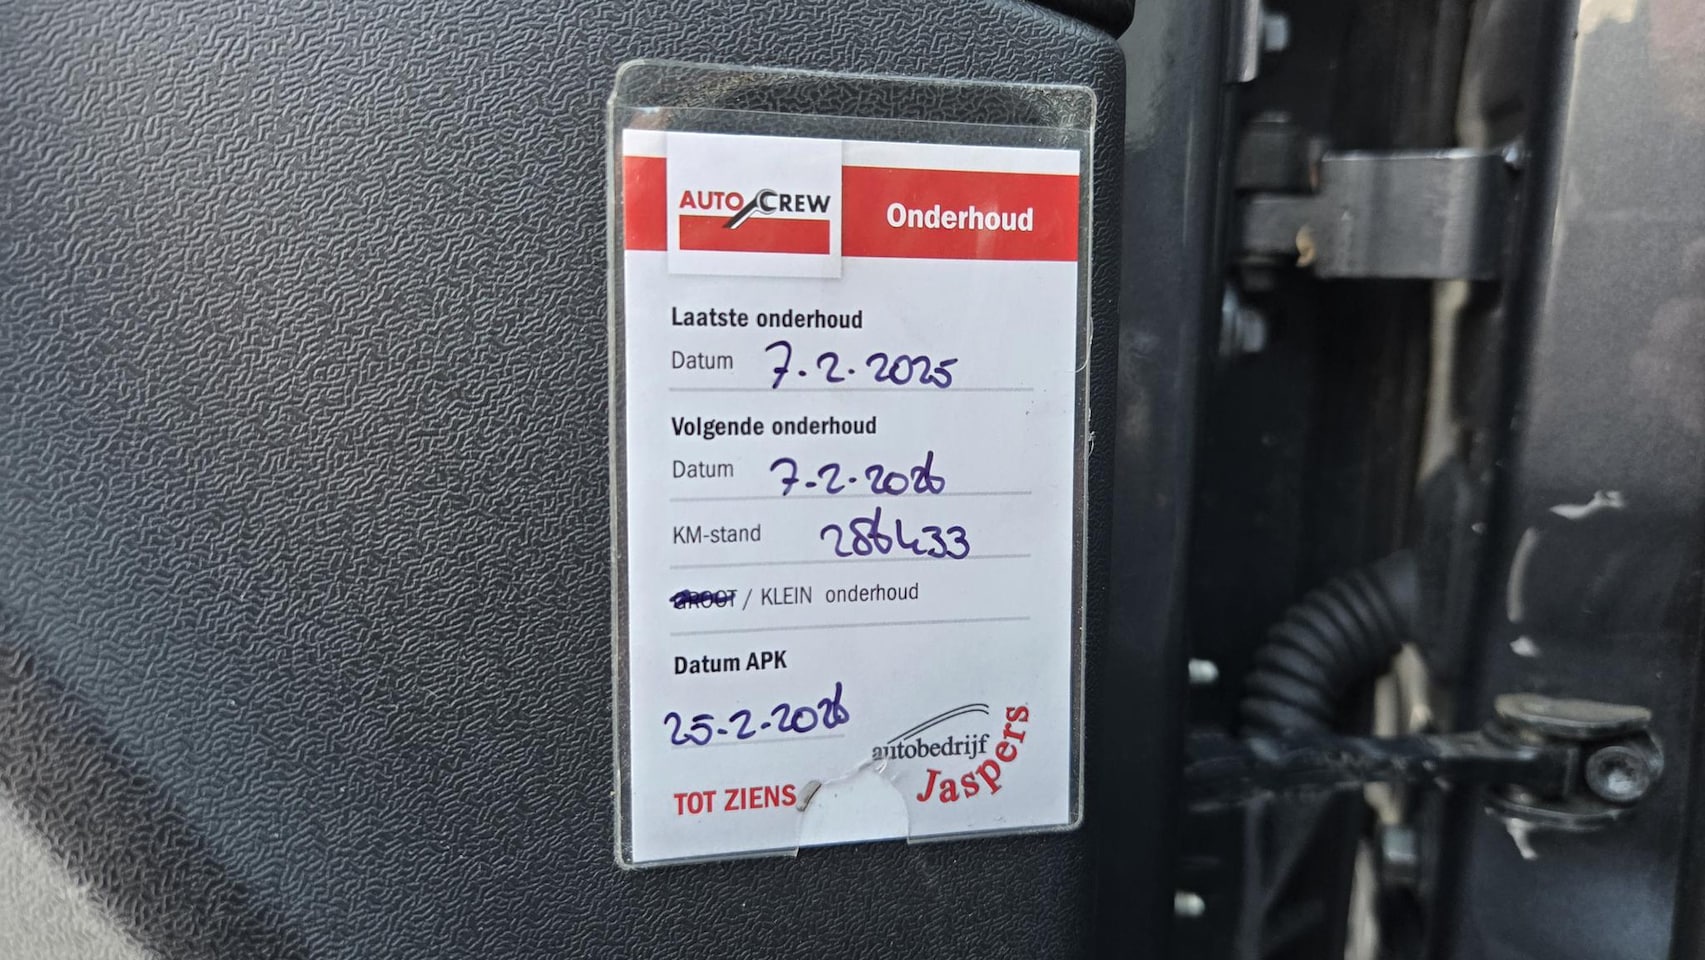 AUTO CREW
Onderhoud
Laatste onderhoud
Datum 7.2.2025
Volgende onderhoud
Datum 7-2-2026
KM-stand 286433
GROOT / KLEIN onderhoud
Datum APK
25-2-2026
autobedrijf
Jaspers
TOT ZIENS